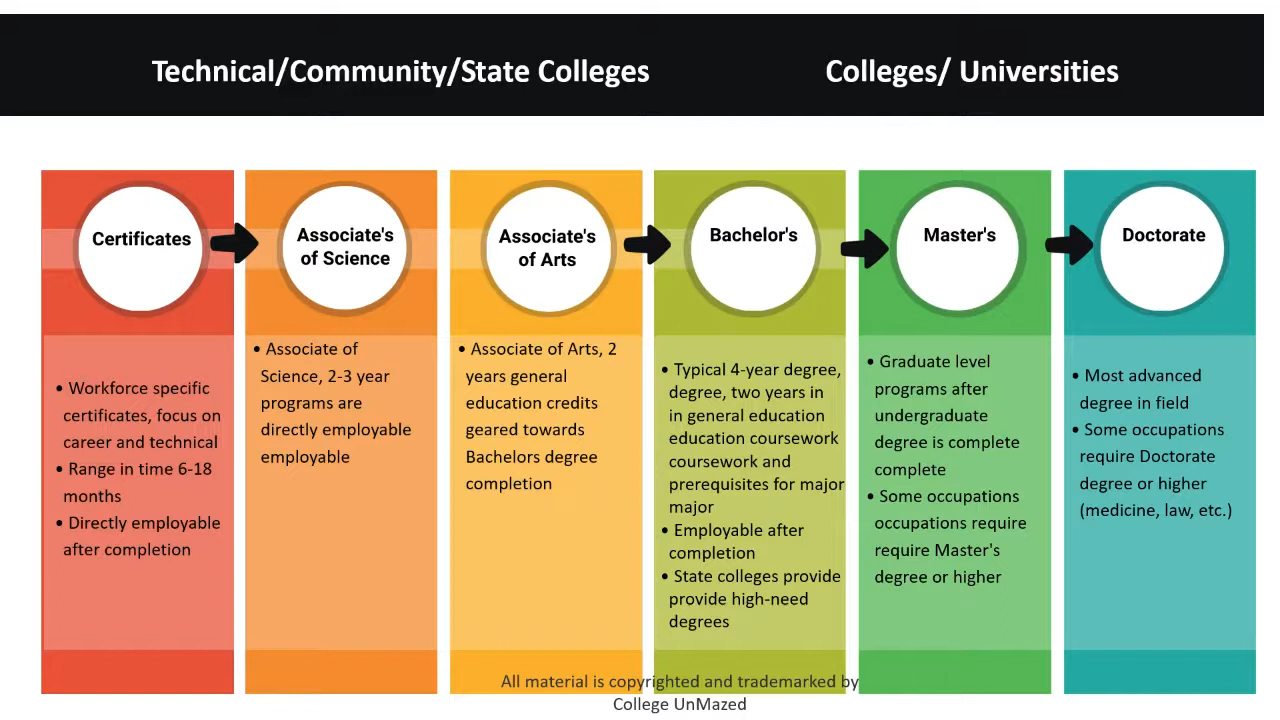 Technical/Community/State Colleges
Colleges/ Universities
Certificates
• Workforce specific
certificates, focus on
career and technical
• Range in time 6-18
months
• Directly employable
after completion
Associate's
of Science
• Associate of
Science, 2-3 year
programs are
directly employable
employable
Associate's
of Arts
• Associate of Arts, 2
years general
education credits
geared towards
Bachelors degree
completion
Bachelor's
• Typical 4-year degree,
degree, two years in
in general education
education coursework
coursework and
prerequisites for major
major
• Employable after
completion
• State colleges provide
provide high-need
degrees
Master's
• Graduate level
programs after
undergraduate
degree is complete
complete
• Some occupations
occupations require
require Master's
degree or higher
Doctorate
• Most advanced
degree in field
• Some occupations
require Doctorate
degree or higher
(medicine, law, etc.)
All material is copyrighted and trademarked by
College UnMazed